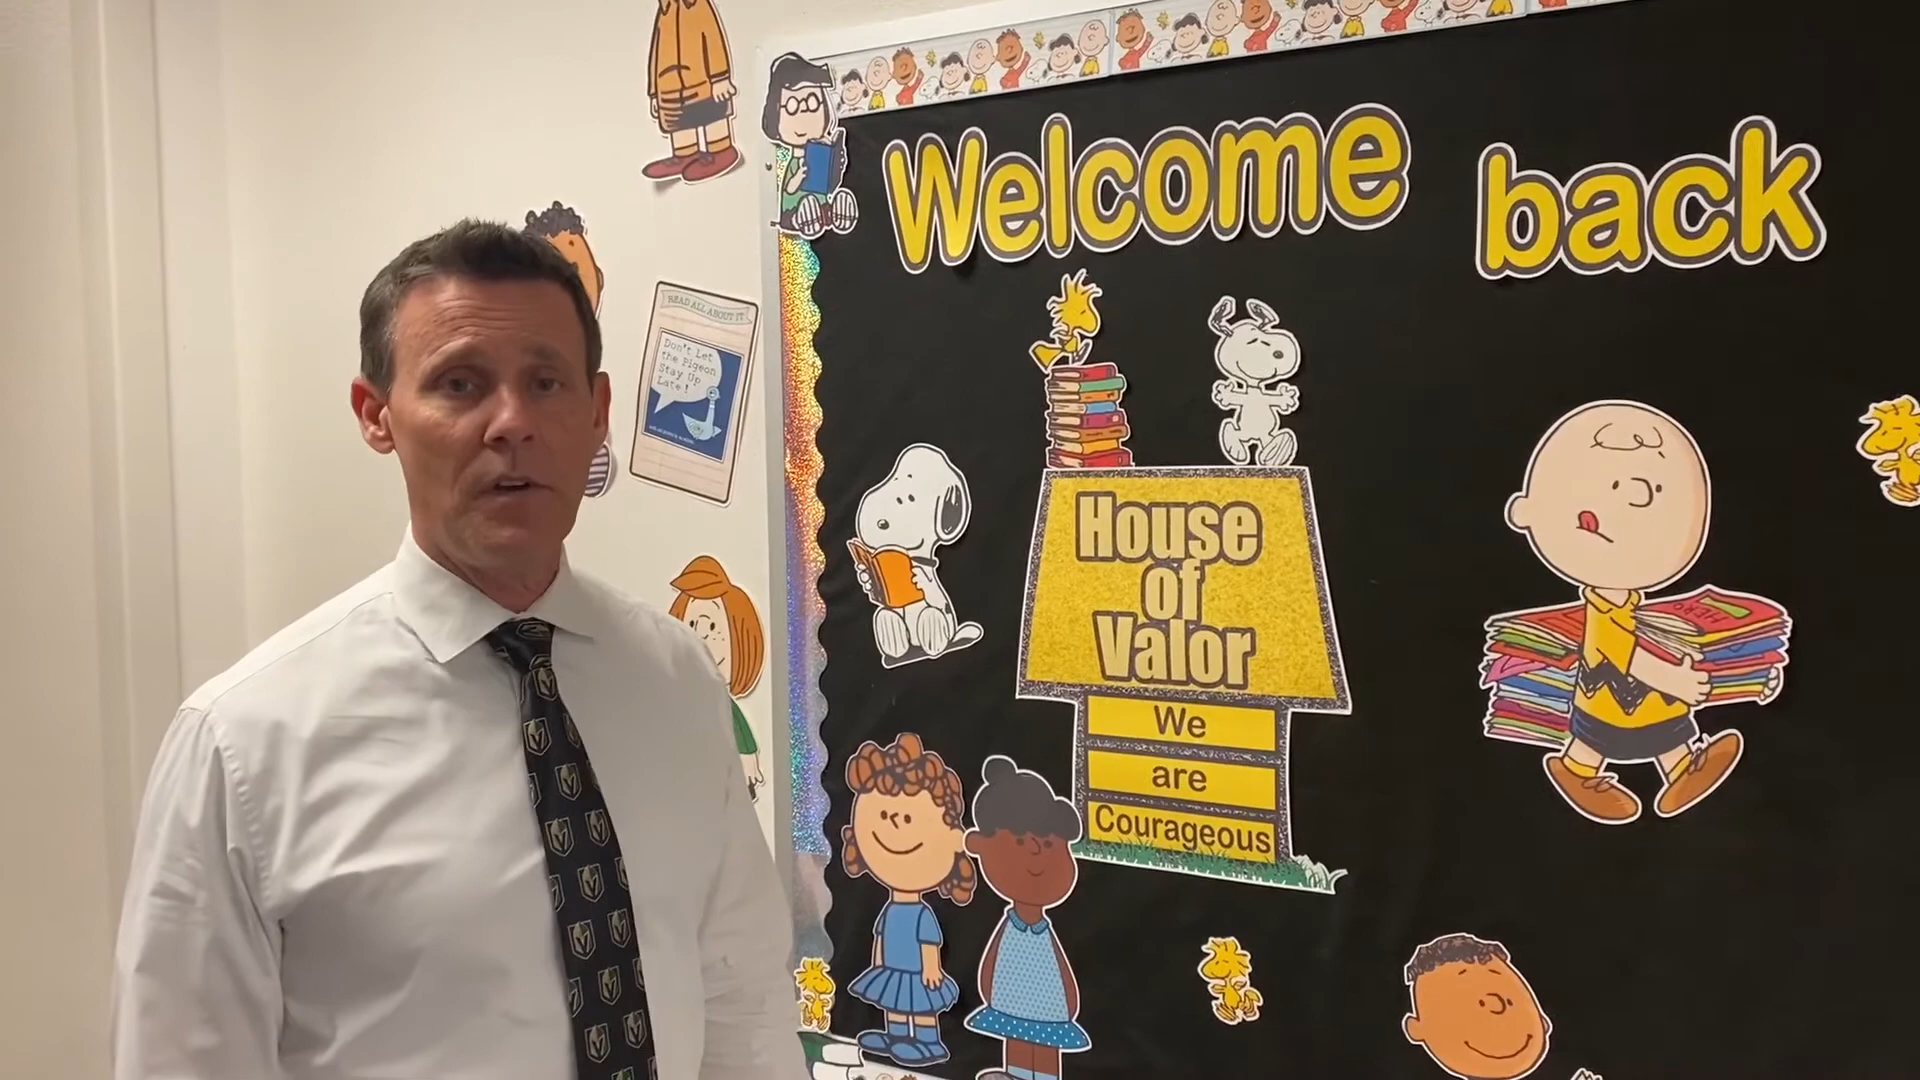 Welcome back
READ ALL ABOUT IT
Don't Let
the Pigeon
Stay Up
Late!
House
of
Valor
We
are
Courageous
HERO